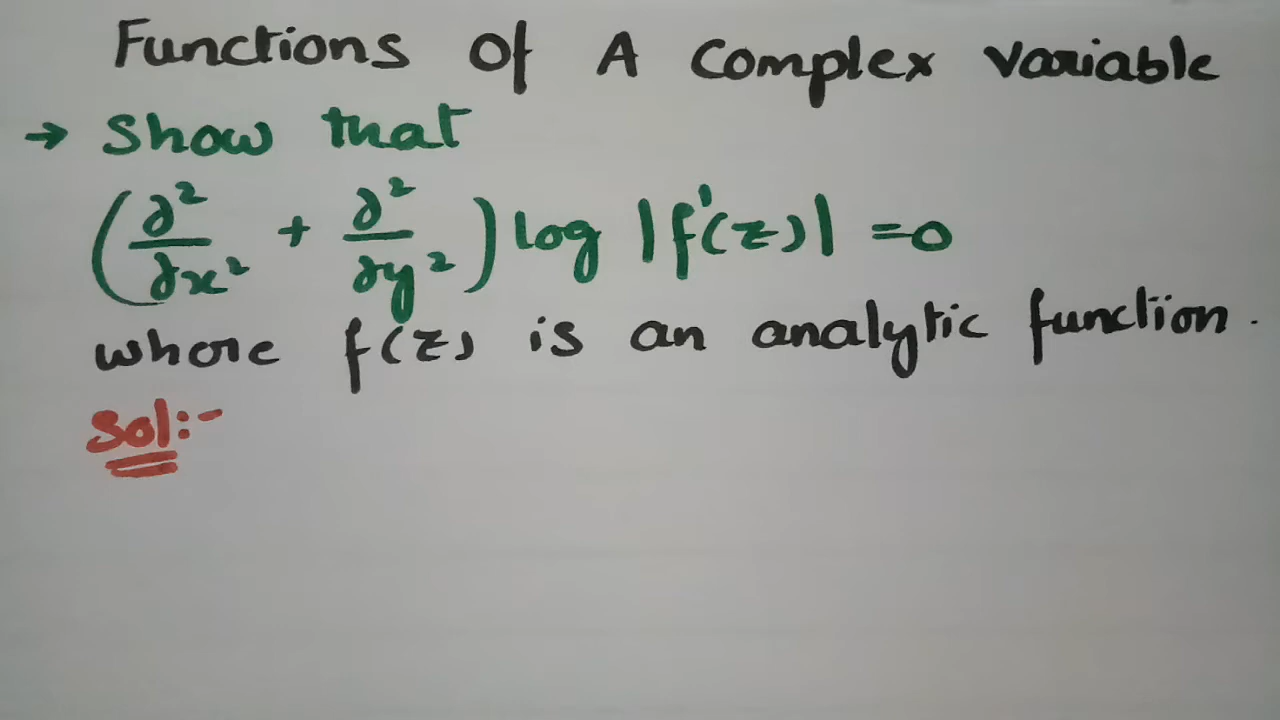 Functions Of A Complex Variable
→ Show that
(∂²/∂x² + ∂²/∂y²) log |f'(z)| = 0
where f(z) is an analytic function.
Sol:-